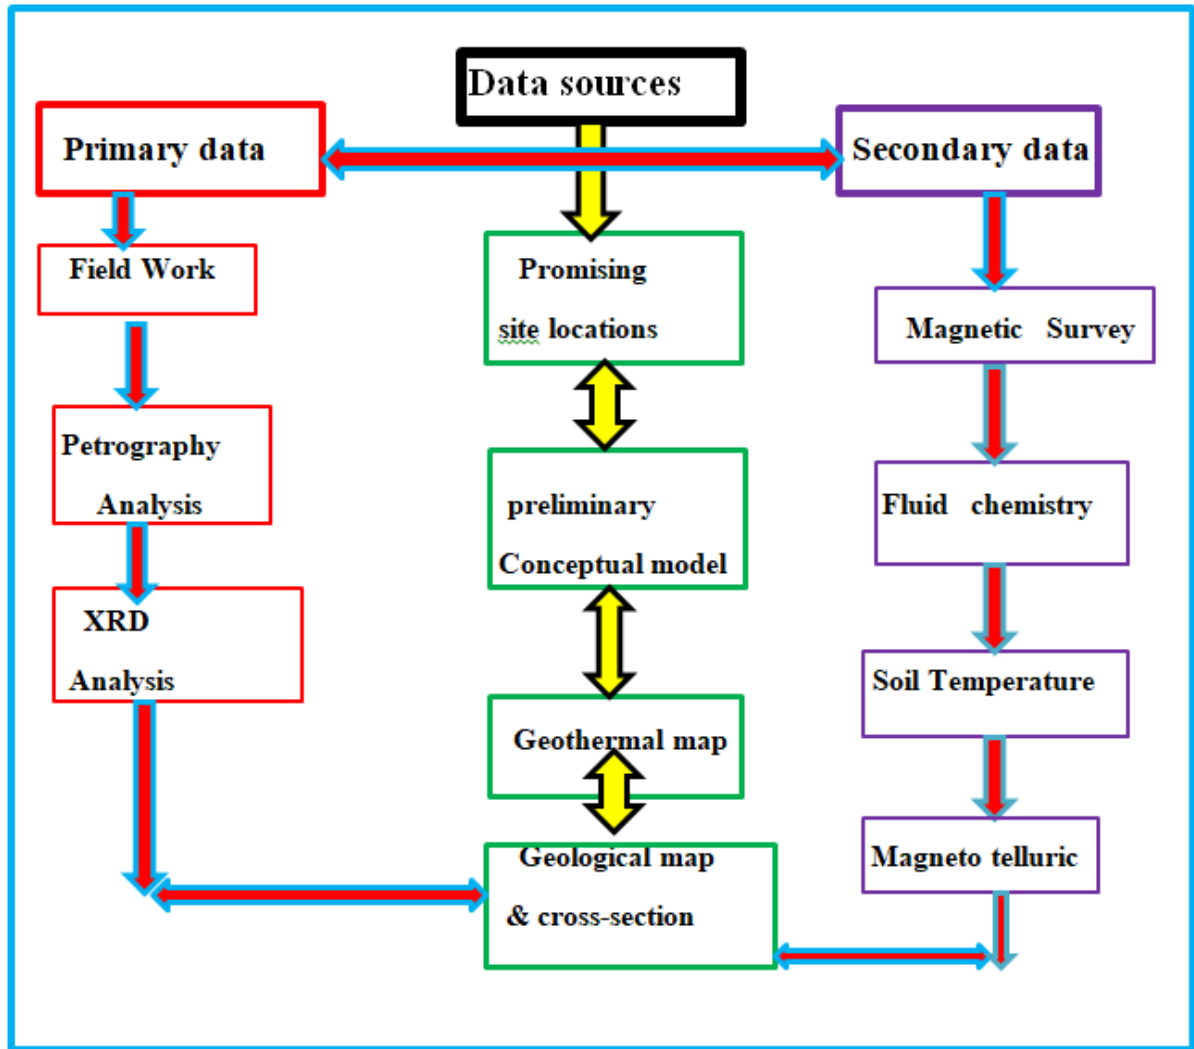 Data sources
Primary data
Secondary data
Field Work
Promising
site locations
Magnetic Survey
Petrography
Analysis
preliminary
Conceptual model
Fluid chemistry
XRD
Analysis
Soil Temperature
Geothermal map
Geological map
& cross-section
Magneto telluric